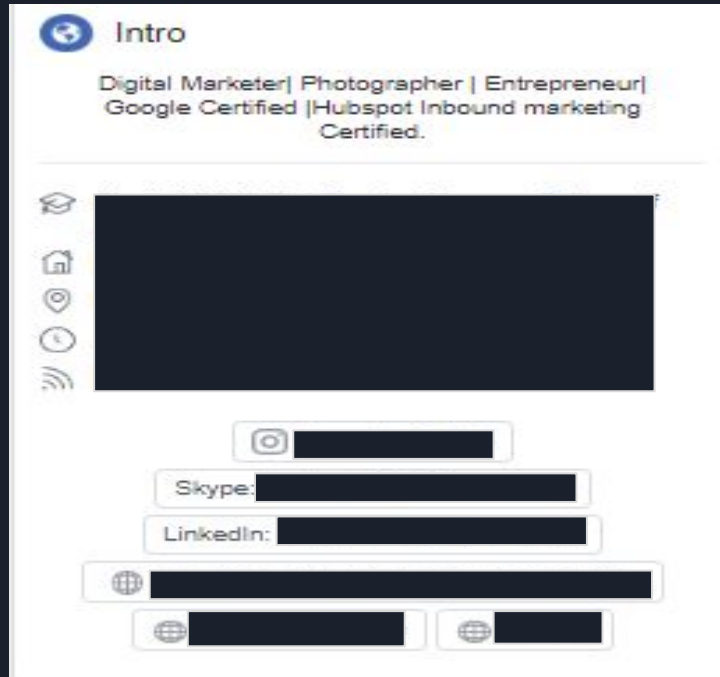 Intro
Digital Marketer| Photographer | Entrepreneur|
Google Certified |Hubspot Inbound marketing
Certified.
Skype:
LinkedIn: